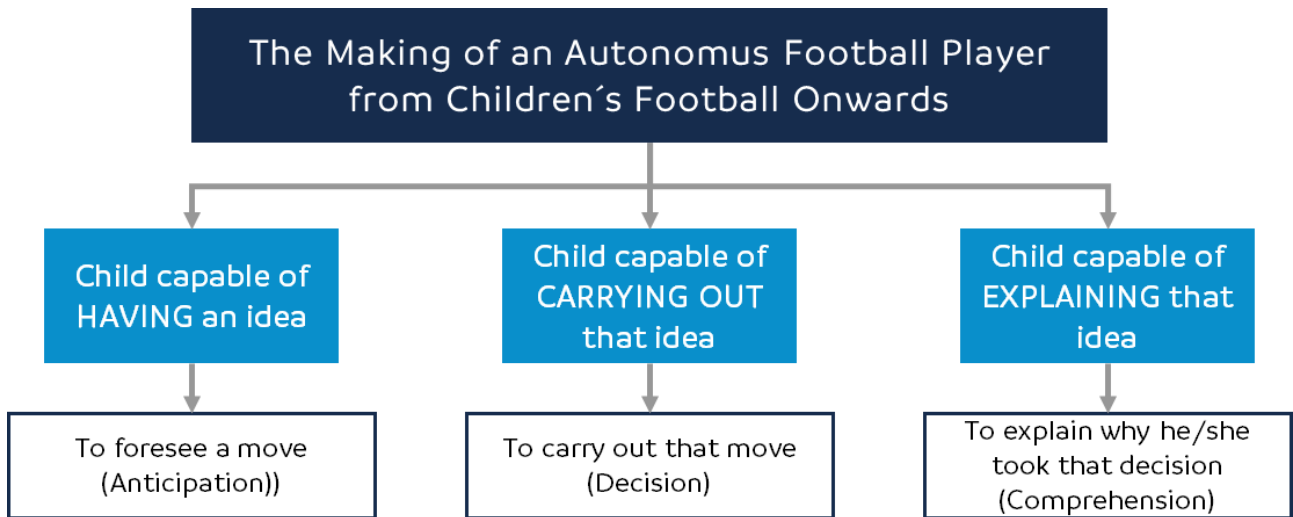 The Making of an Autonomus Football Player
from Children´s Football Onwards
Child capable of
HAVING an idea
Child capable of
CARRYING OUT
that idea
Child capable of
EXPLAINING that
idea
To foresee a move
(Anticipation))
To carry out that move
(Decision)
To explain why he/she
took that decision
(Comprehension)